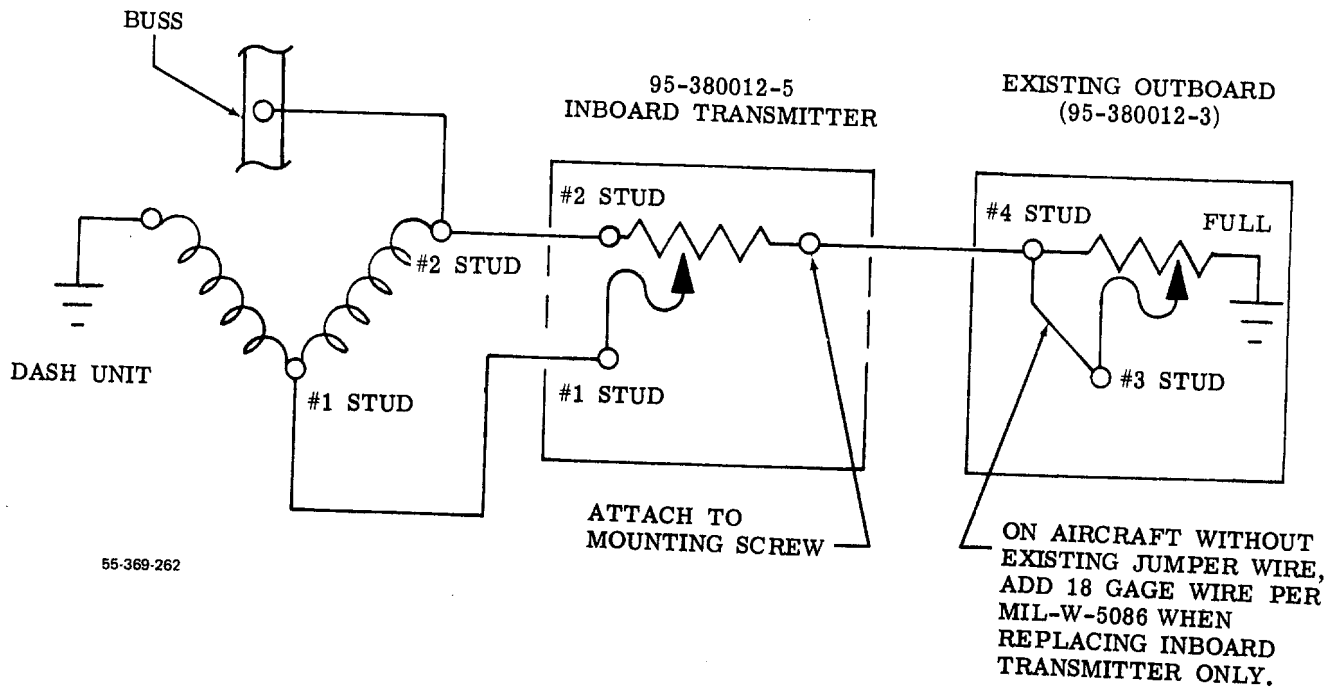 BUSS
95-380012-5
INBOARD TRANSMITTER
EXISTING OUTBOARD
(95-380012-3)
#2 STUD
#4 STUD
FULL
#2 STUD
DASH UNIT
#1 STUD
#1 STUD
#3 STUD
ATTACH TO
MOUNTING SCREW
ON AIRCRAFT WITHOUT
EXISTING JUMPER WIRE,
ADD 18 GAGE WIRE PER
MIL-W-5086 WHEN
REPLACING INBOARD
TRANSMITTER ONLY.
55-369-262